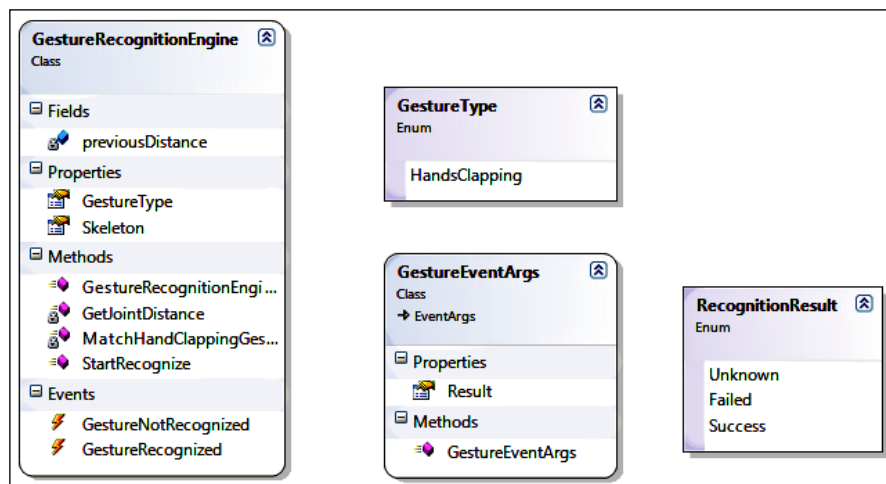 GestureRecognitionEngine
Class
Fields
previousDistance
Properties
GestureType
Skeleton
Methods
GestureRecognitionEngi...
GetJointDistance
MatchHandClappingGes...
StartRecognize
Events
GestureNotRecognized
GestureRecognized
GestureType
Enum
HandsClapping
GestureEventArgs
Class
EventArgs
Properties
Result
Methods
GestureEventArgs
RecognitionResult
Enum
Unknown
Failed
Success